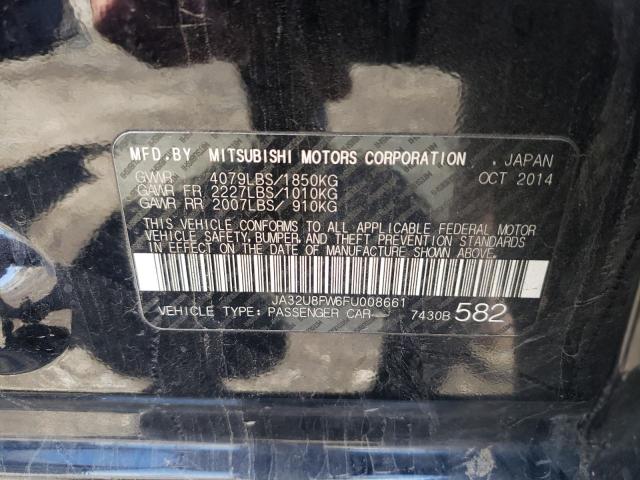 MFD.BY MITSUBISHI MOTORS CORPORATION , JAPAN
GVWR 4079LBS/1850KG OCT 2014
GAWR FR 2227LBS/1010KG
GAWR RR 2007LBS/ 910KG
THIS VEHICLE CONFORMS TO ALL APPLICABLE FEDERAL MOTOR
VEHICLE SAFETY, BUMPER, AND THEFT PREVENTION STANDARDS
IN EFFECT ON THE DATE OF MANUFACTURE SHOWN ABOVE.
JA32U8FW6FU008661
VEHICLE TYPE: PASSENGER CAR 7430B 582